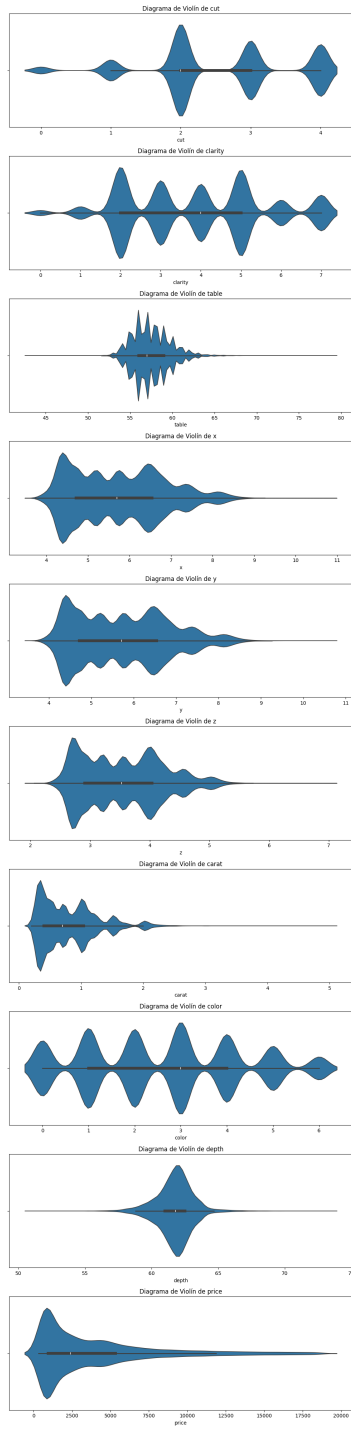 Diagrama de Violín de cut
0 1 2 3 4
cut
Diagrama de Violín de clarity
0 1 2 3 4 5 6 7
clarity
Diagrama de Violín de table
45 50 55 60 65 70 75 80
table
Diagrama de Violín de x
4 5 6 7 8 9 10 11
x
Diagrama de Violín de y
4 5 6 7 8 9 10 11
y
Diagrama de Violín de z
2 3 4 5 6 7
z
Diagrama de Violín de carat
0 1 2 3 4 5
carat
Diagrama de Violín de color
0 1 2 3 4 5 6
color
Diagrama de Violín de depth
50 55 60 65 70 7
depth
Diagrama de Violín de price
0 2500 5000 7500 10000 12500 15000 17500 20000
price